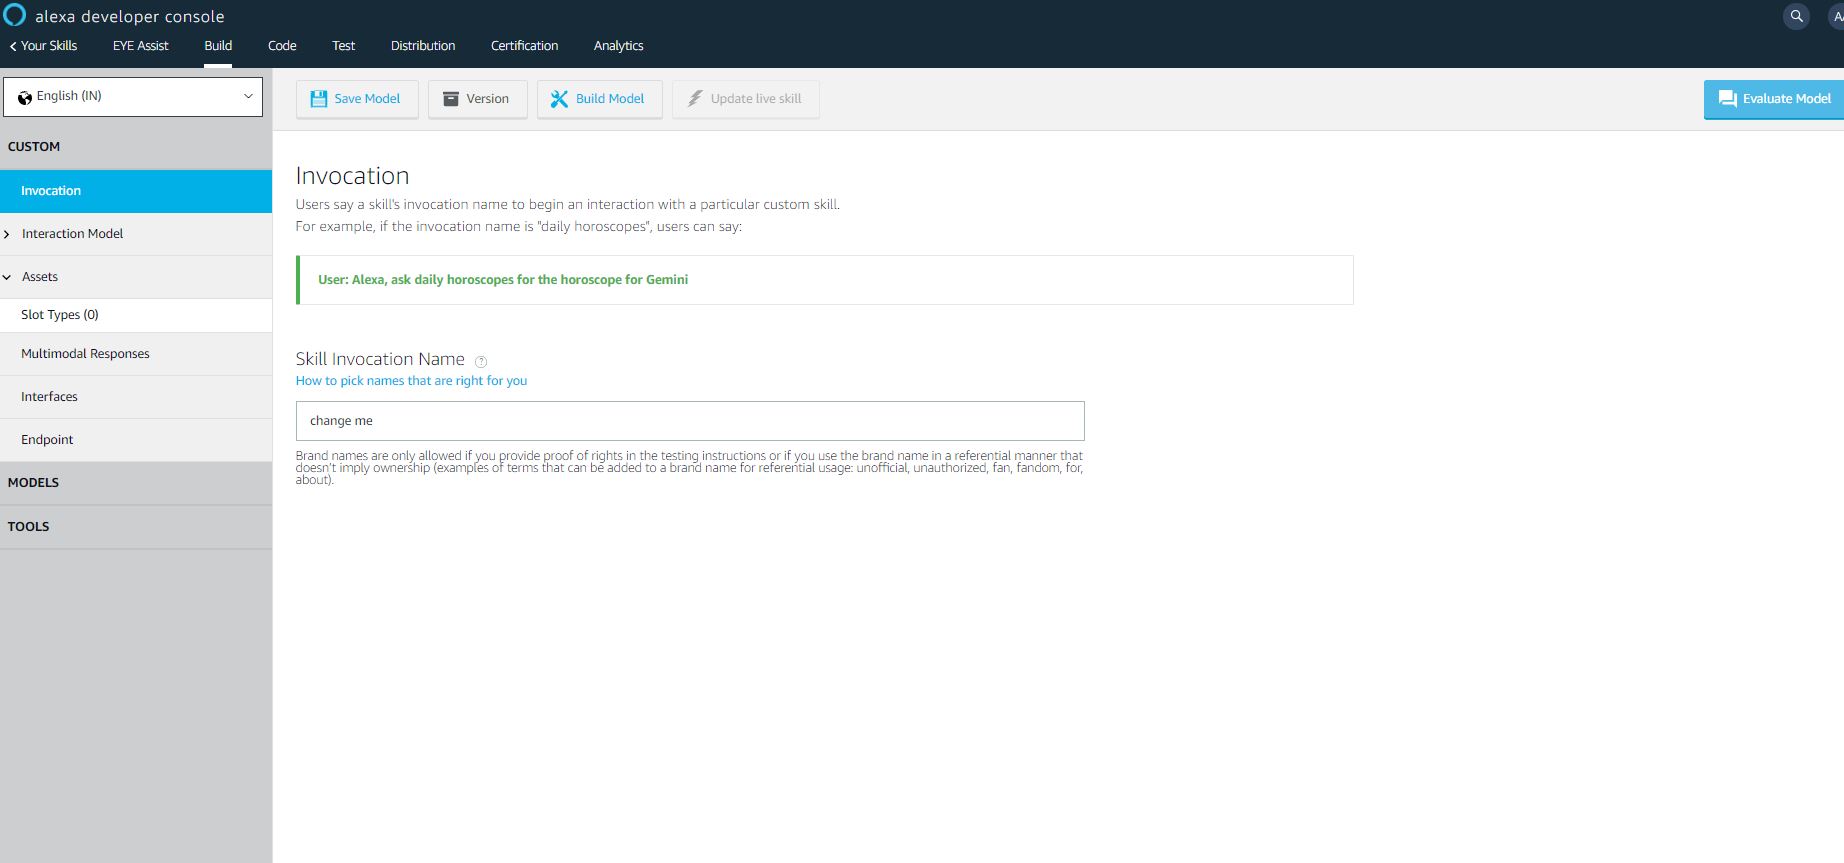 alexa developer console
Your Skills EYE Assist Build Code Test Distribution Certification Analytics
English (IN)
Save Model Version Build Model Update live skill Evaluate Model
CUSTOM
Invocation
Interaction Model
Assets
Slot Types (0)
Multimodal Responses
Interfaces
Endpoint
MODELS
TOOLS
Invocation
Users say a skill's invocation name to begin an interaction with a particular custom skill.
For example, if the invocation name is "daily horoscopes", users can say:
User: Alexa, ask daily horoscopes for the horoscope for Gemini
Skill Invocation Name ?
How to pick names that are right for you
change me
Brand names are only allowed if you provide proof of rights in the testing instructions or if you use the brand name in a referential manner that
doesn't imply ownership (examples of terms that can be added to a brand name for referential usage: unofficial, unauthorized, fan, fandom, for,
about).